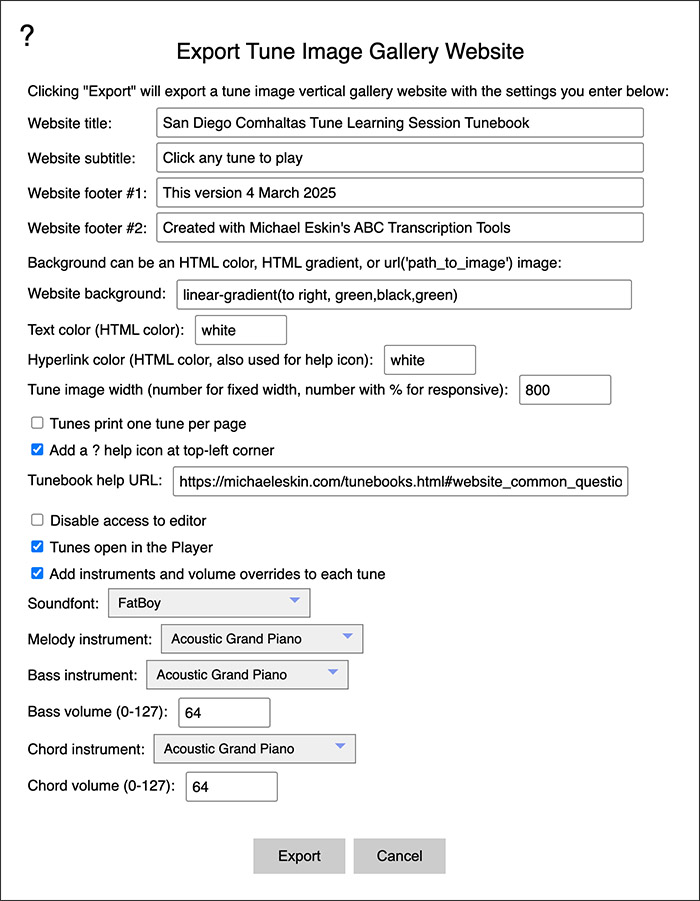 ?
Export Tune Image Gallery Website
Clicking "Export" will export a tune image vertical gallery website with the settings you enter below:
Website title: San Diego Comhaltas Tune Learning Session Tunebook
Website subtitle: Click any tune to play
Website footer #1: This version 4 March 2025
Website footer #2: Created with Michael Eskin's ABC Transcription Tools
Background can be an HTML color, HTML gradient, or url('path_to_image') image:
Website background: linear-gradient(to right, green,black,green)
Text color (HTML color): white
Hyperlink color (HTML color, also used for help icon): white
Tune image width (number for fixed width, number with % for responsive): 800
Tunes print one tune per page
Add a ? help icon at top-left corner
Tunebook help URL: https://michaeleskin.com/tunebooks.html#website_common_questio
Disable access to editor
Tunes open in the Player
Add instruments and volume overrides to each tune
Soundfont: FatBoy
Melody instrument: Acoustic Grand Piano
Bass instrument: Acoustic Grand Piano
Bass volume (0-127): 64
Chord instrument: Acoustic Grand Piano
Chord volume (0-127): 64
Export Cancel